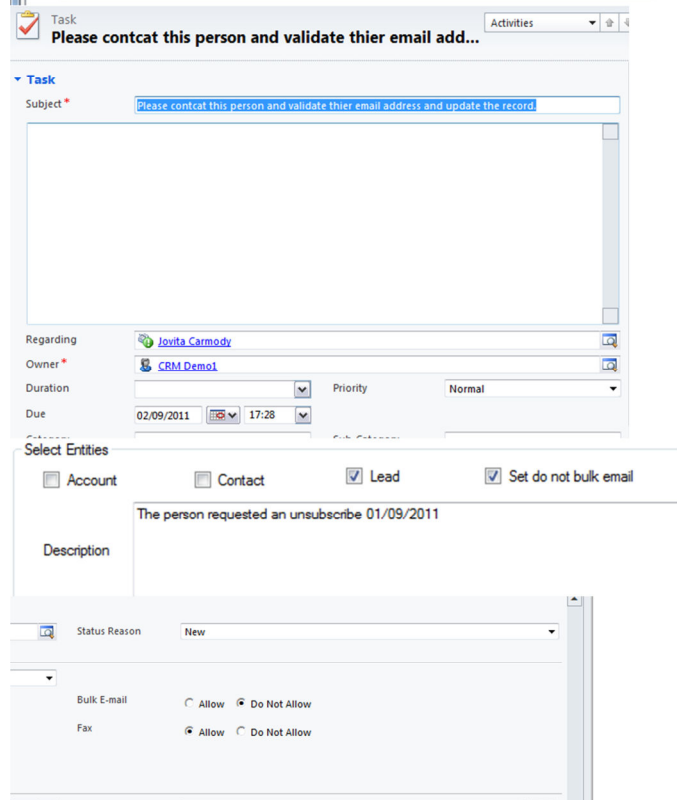 Task
Activities
Please contcat this person and validate thier email add...
Task
Subject *
Please contcat this person and validate thier email address and update the record.
Regarding
Jovita Carmody
Owner *
CRM Demo1
Duration
Priority
Normal
Due
02/09/2011
17:28
Select Entities
Account
Contact
Lead
Set do not bulk email
The person requested an unsubscribe 01/09/2011
Description
Status Reason
New
Bulk E-mail
Allow
Do Not Allow
Fax
Allow
Do Not Allow